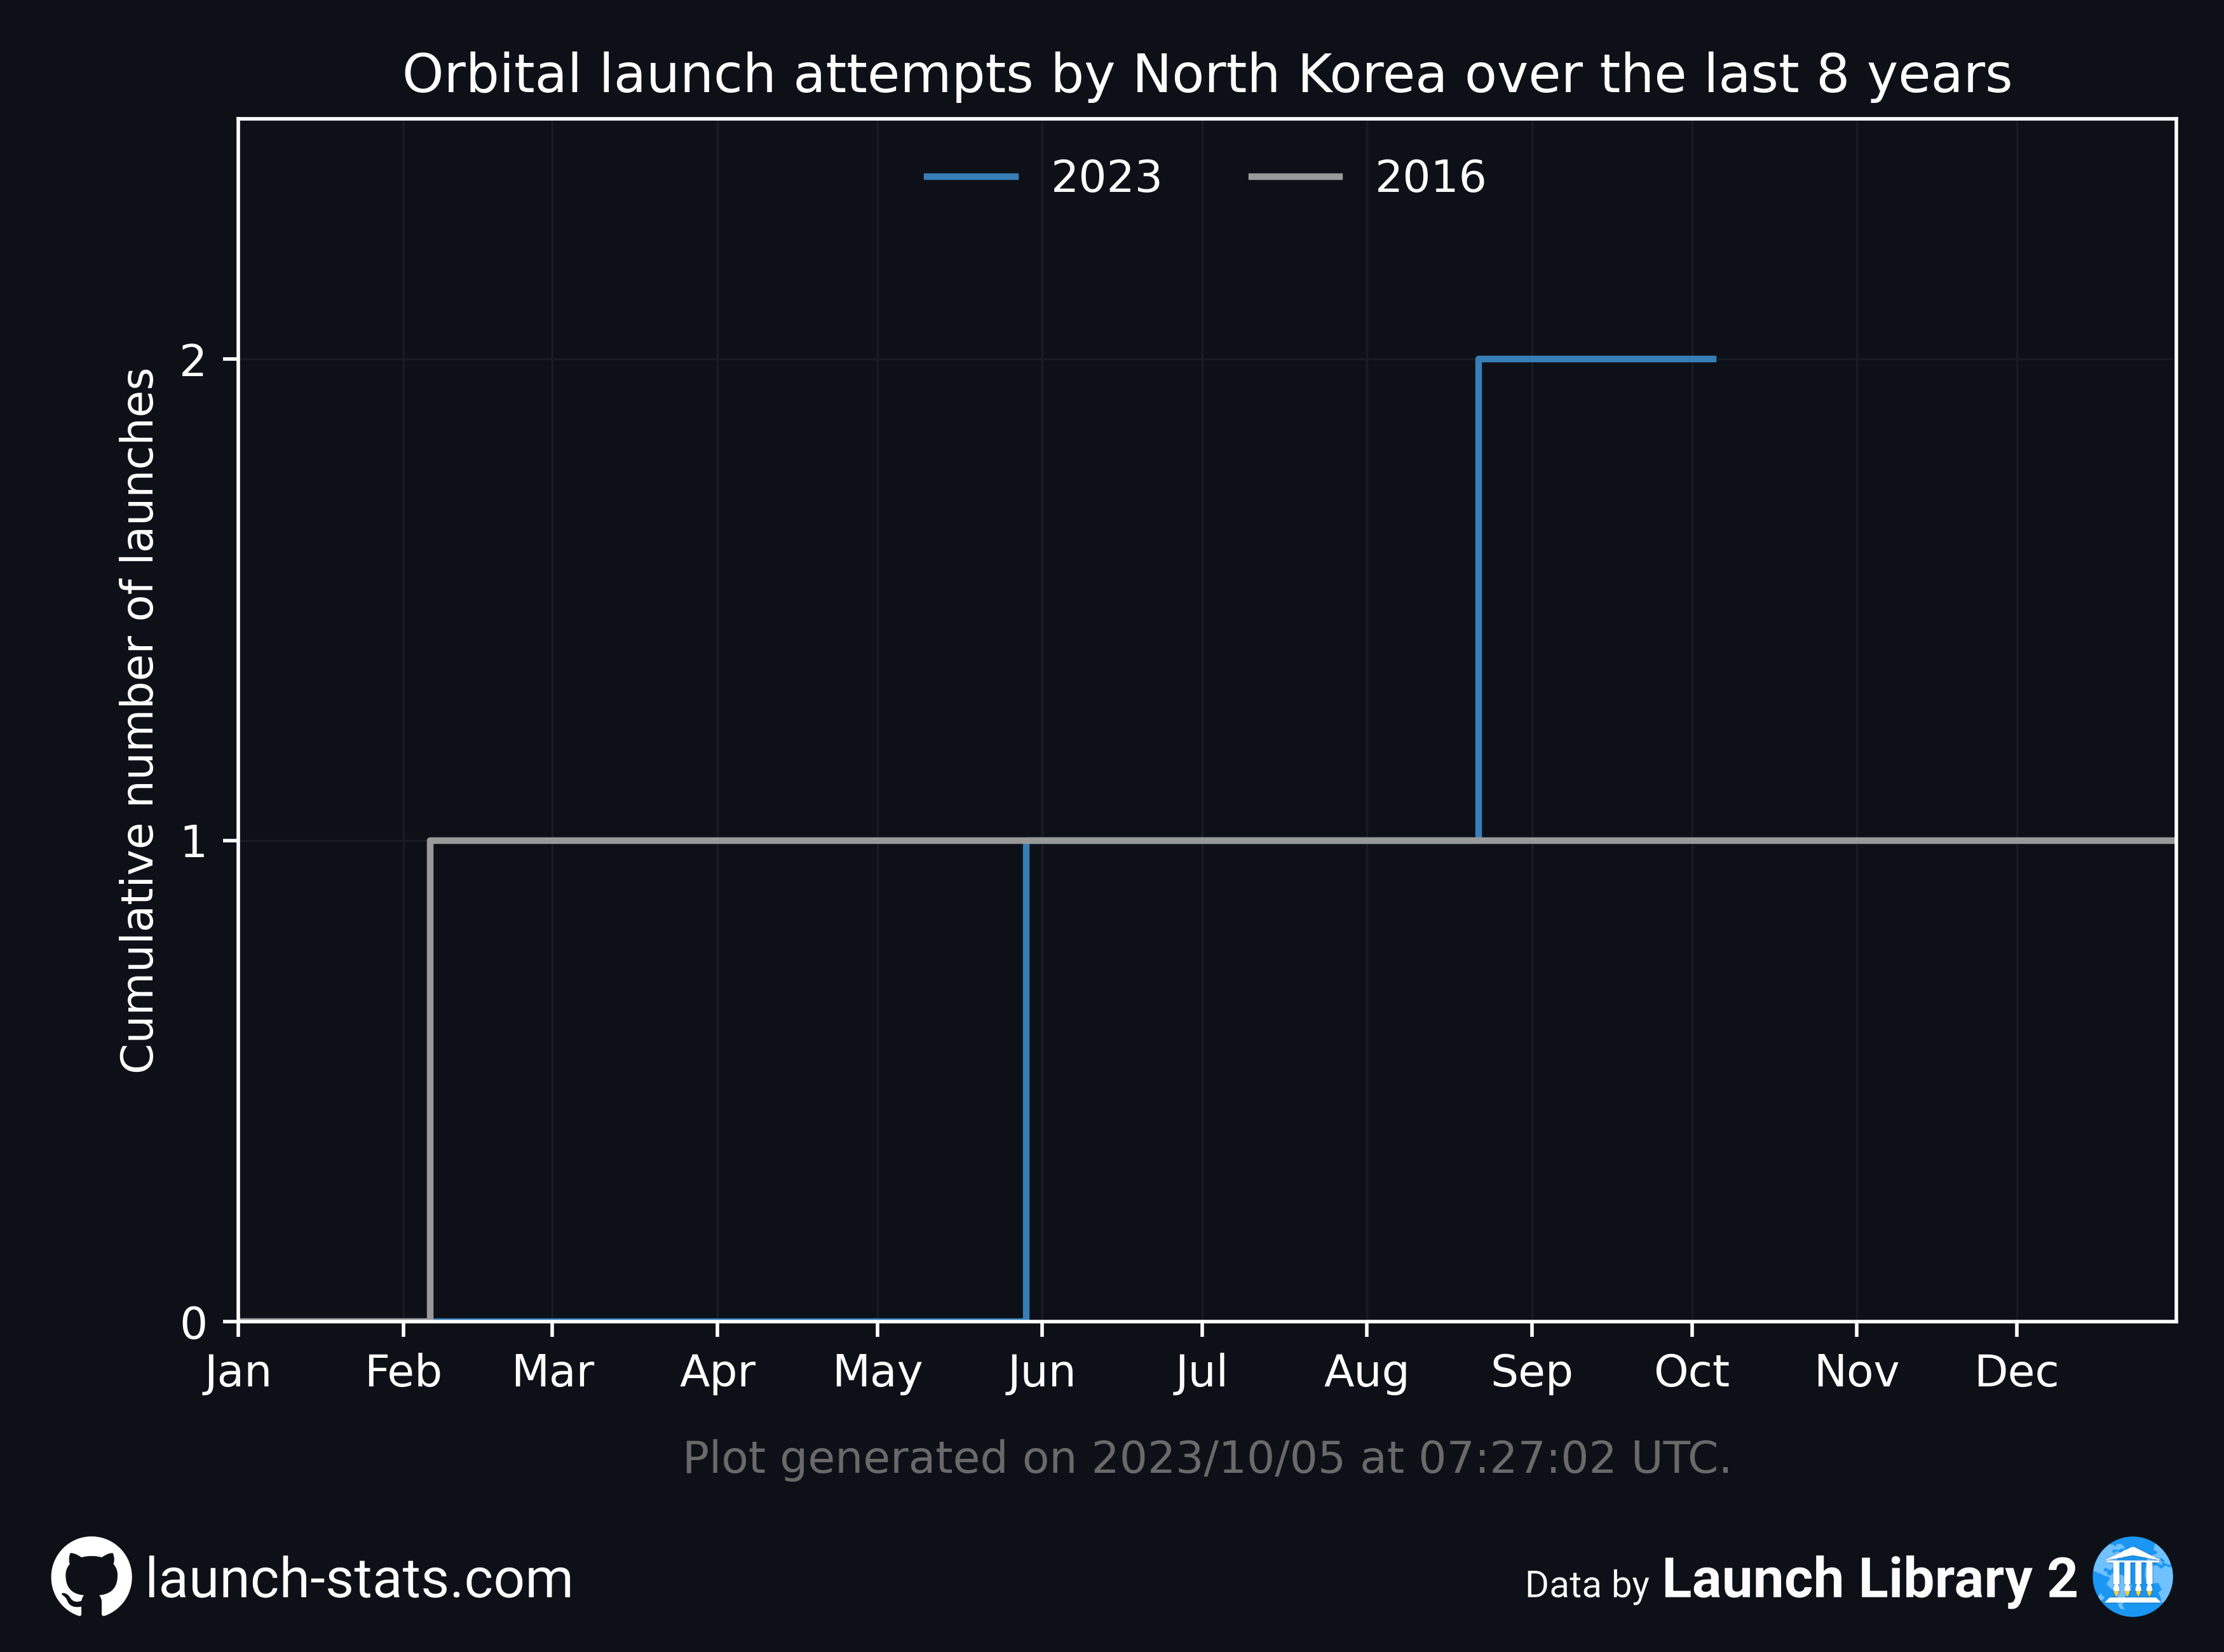 Orbital launch attempts by North Korea over the last 8 years
2023 2016
Cumulative number of launches
2
1
0
Jan Feb Mar Apr May Jun Jul Aug Sep Oct Nov Dec
Plot generated on 2023/10/05 at 07:27:02 UTC.
launch-stats.com
Data by Launch Library 2